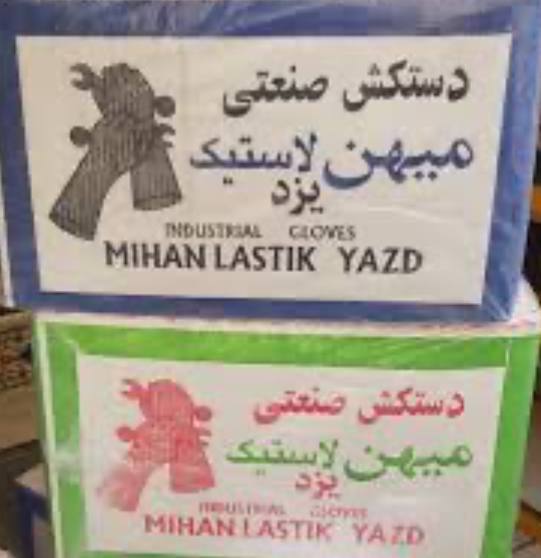 دستکش صنعتی
میهن لاستیک
یزد
INDUSTRIAL GLOVES
MIHAN LASTIK YAZD
دستکش صنعتی
میهن لاستیک
یزد
INDUSTRIAL GLOVES
MIHAN LASTIK YAZD